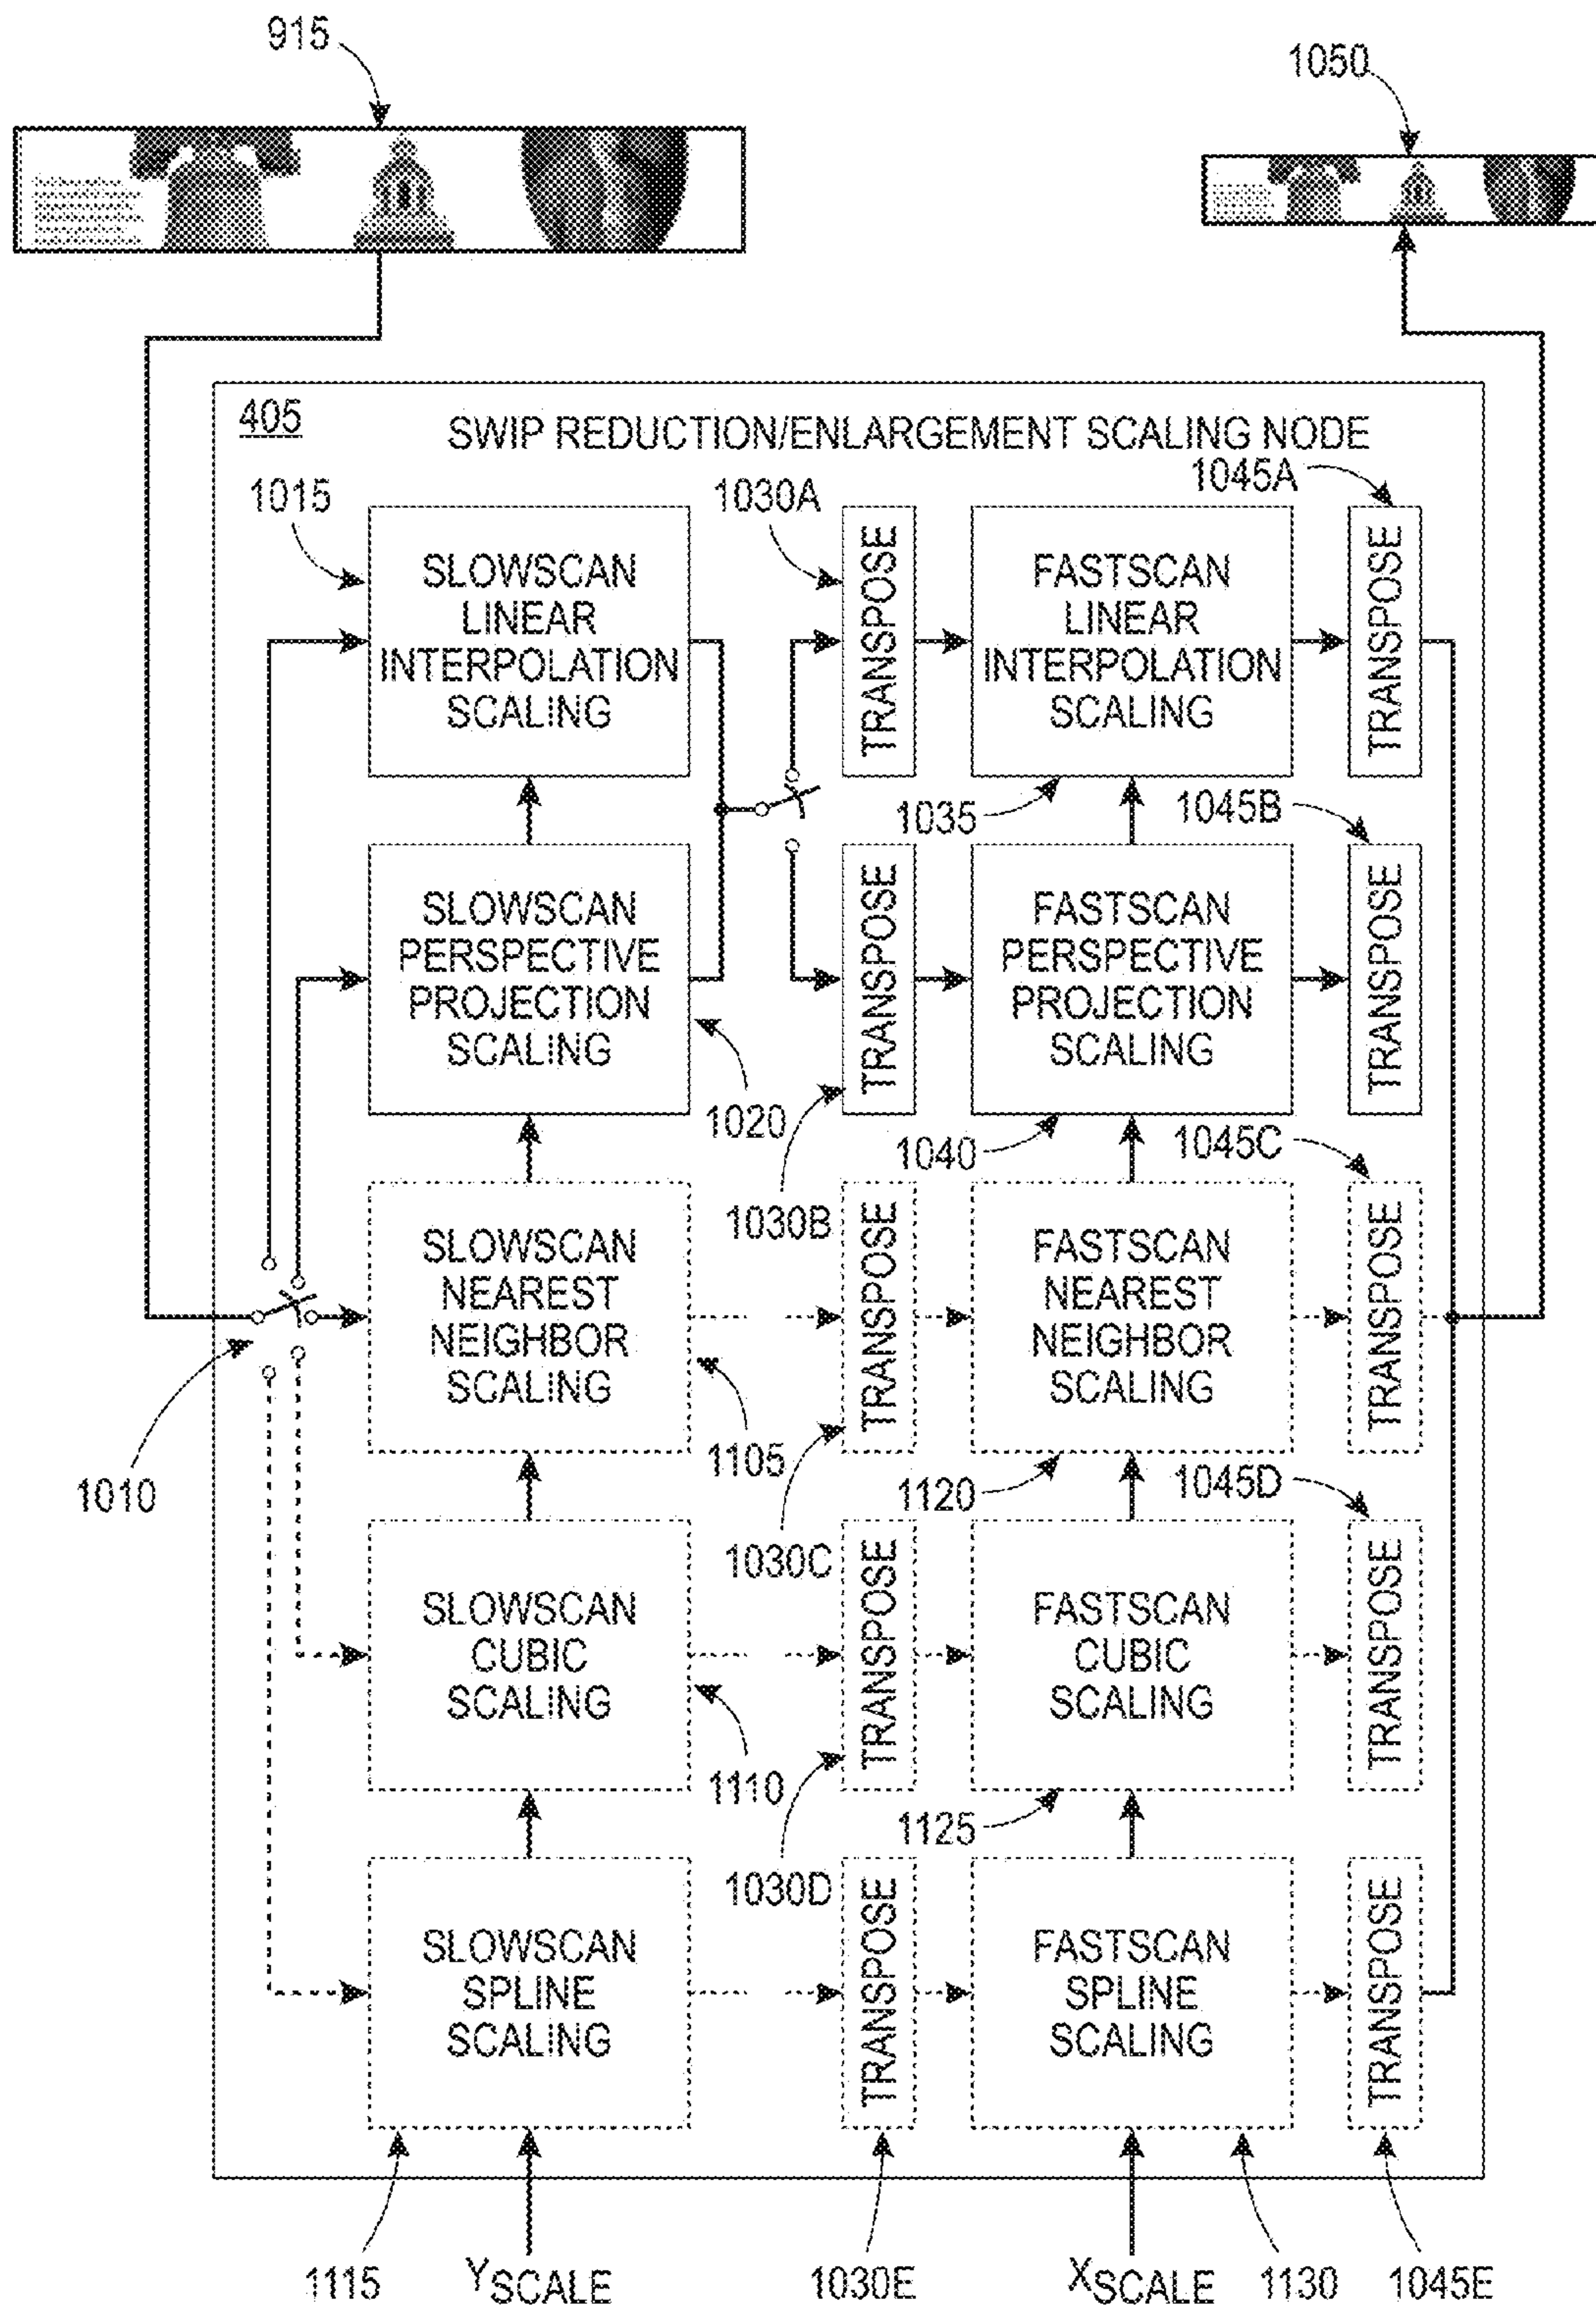 915
1050
405
SWIP REDUCTION/ENLARGEMENT SCALING NODE
1015
1030A
1045A
SLOWSCAN
LINEAR
INTERPOLATION
SCALING
TRANSPOSE
FASTSCAN
LINEAR
INTERPOLATION
SCALING
TRANSPOSE
1035
1045B
SLOWSCAN
PERSPECTIVE
PROJECTION
SCALING
TRANSPOSE
FASTSCAN
PERSPECTIVE
PROJECTION
SCALING
TRANSPOSE
1020
1040
1045C
1030B
SLOWSCAN
NEAREST
NEIGHBOR
SCALING
TRANSPOSE
FASTSCAN
NEAREST
NEIGHBOR
SCALING
TRANSPOSE
1010
1105
1120
1045D
1030C
SLOWSCAN
CUBIC
SCALING
TRANSPOSE
FASTSCAN
CUBIC
SCALING
TRANSPOSE
1110
1125
1030D
SLOWSCAN
SPLINE
SCALING
TRANSPOSE
FASTSCAN
SPLINE
SCALING
TRANSPOSE
1115
YSCALE
1030E
XSCALE
1130
1045E